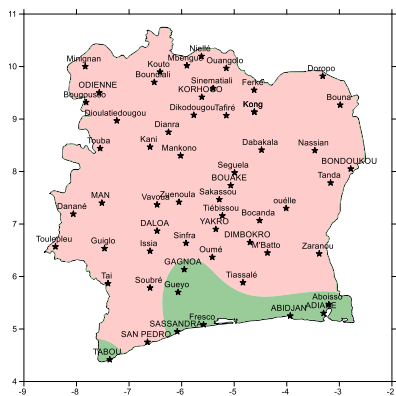 11
Niellé
Minignan
Mbengué
Kouto
Ouangolo
10
Boundiali
Doropo
ODIENNE
Sinematiali
Ferké
Bougousso
KORHOGO
Bouna
Dikodougou
Tafiré
Kong
9
Dioulatiedougou
Dianra
Touba
Kani
Dabakala
Nassian
Mankono
BONDOUKOU
8
Seguela
BOUAKE
Tanda
MAN
Vavoua
Zuenoula
Sakassou
Danané
Tiébissou
ouélle
7
DALOA
YAKRO
Bocanda
Toulepleu
Guiglo
Issia
Sinfra
DIMBOKRO
Oumé
M'Batto
Zaranou
GAGNOA
6
Tai
Soubré
Gueyo
Tiassalé
Aboisso
ABIDJAN
ADIAKE
SASSANDRA
Fresco
5
SAN PEDRO
TABOU
4
-9
-8
-7
-6
-5
-4
-3
-2